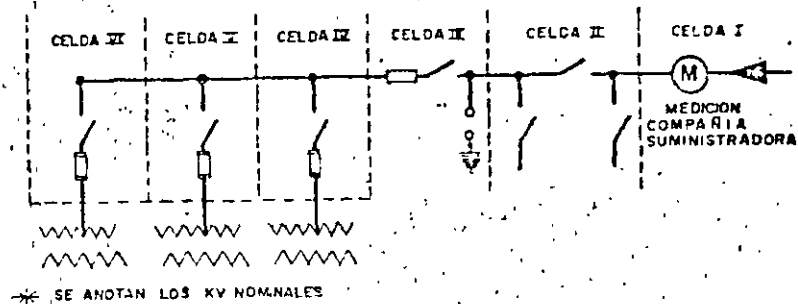 CELDA VI CELDA V CELDA IV CELDA III CELDA II CELDA I
M
MEDICION
COMPAÑIA
SUMINISTRADORA
SE ANOTAN LOS KV NOMINALES